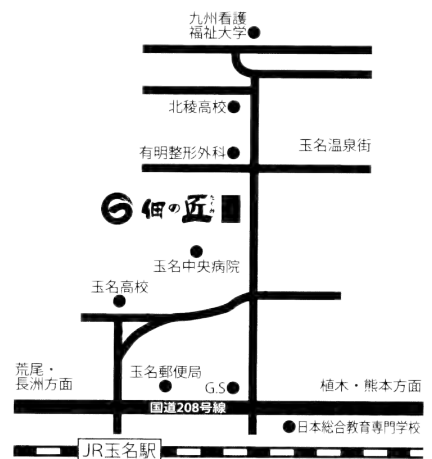 九州看護
福祉大学
北稜高校
有明整形外科
玉名温泉街
佃の匠
たくみ
玉名中央病院
玉名高校
荒尾・
長洲方面
玉名郵便局
G.S
植木・熊本方面
国道208号線
日本総合教育専門学校
JR玉名駅